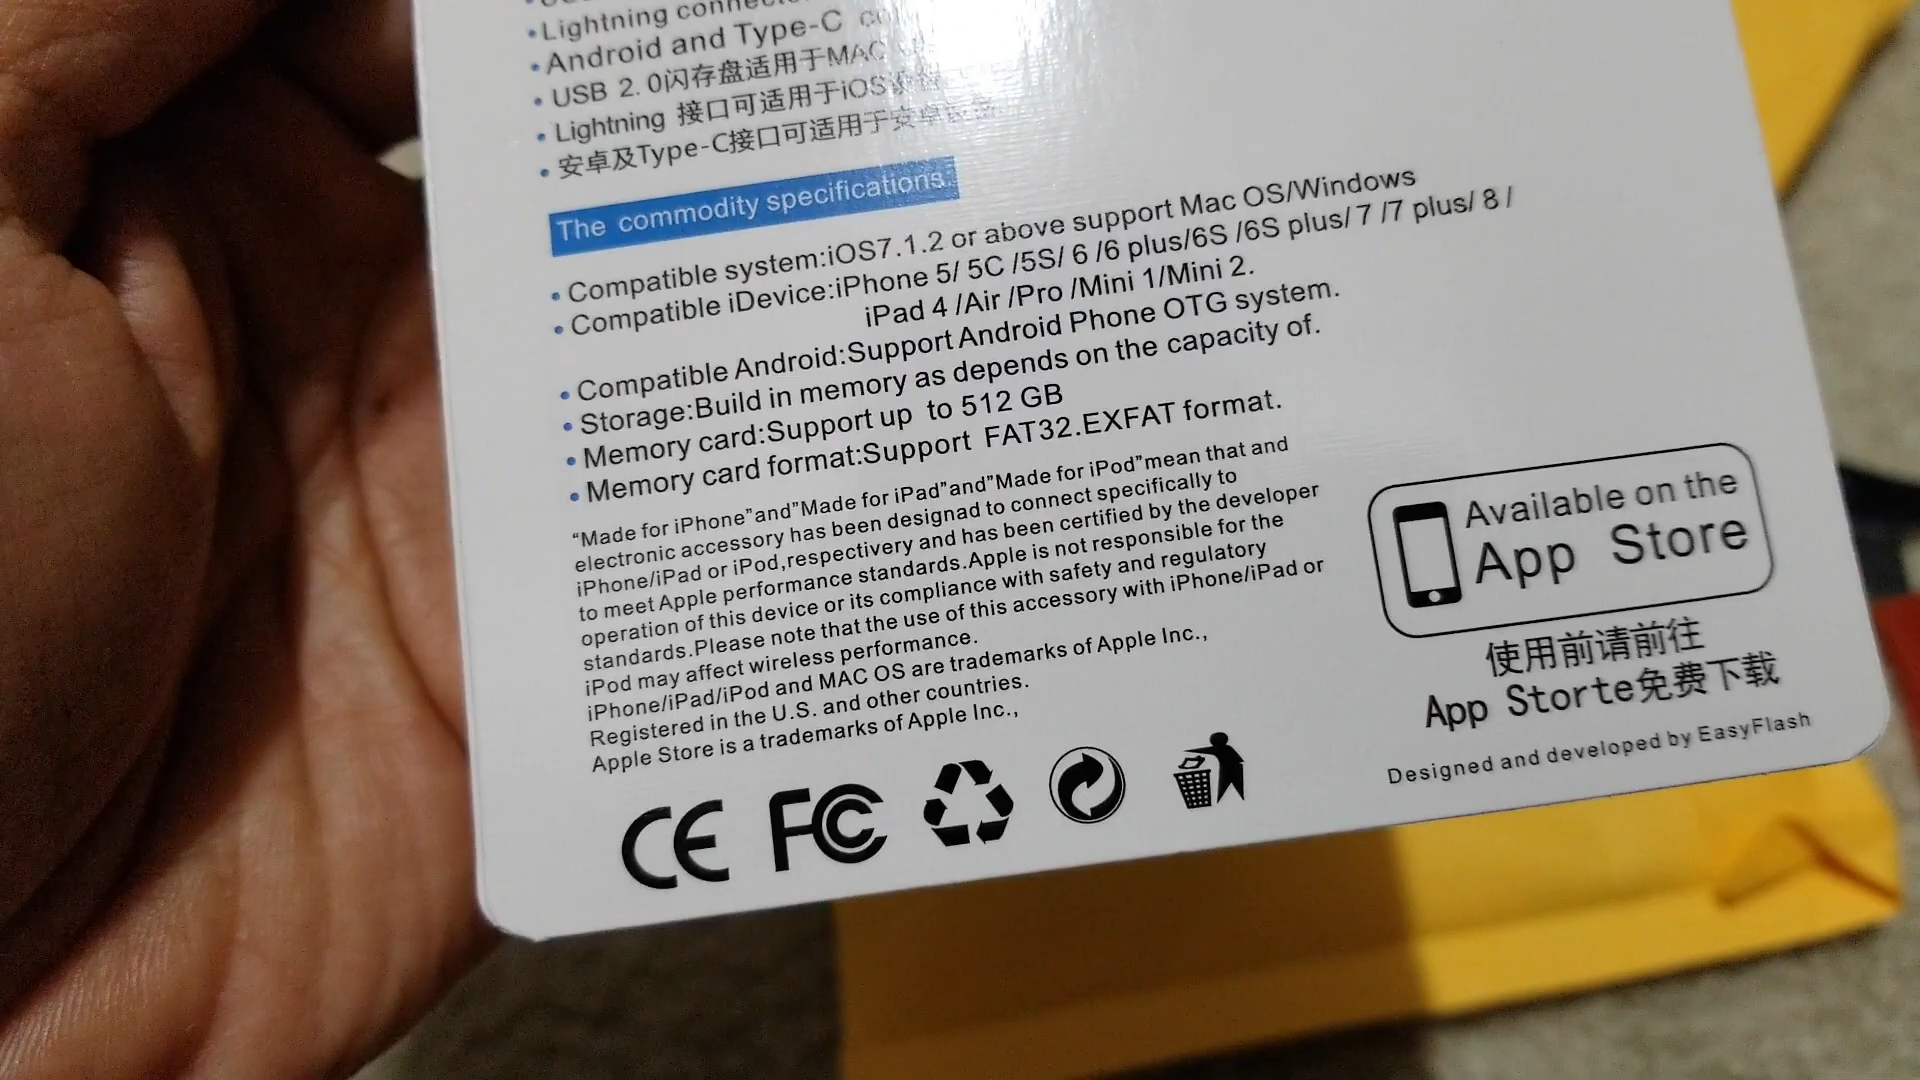 •Lightning
•Android and Type-C
• USB 2.0闪存盘适用于MAC
• Lightning 接口可适用于iOS设备
• 安卓及Type-C接口可适用于安卓设备
The commodity specifications:
• Compatible system:iOS7.1.2 or above support Mac OS/Windows
• Compatible iDevice:iPhone 5/ 5C /5S/ 6 /6 plus/6S /6S plus/ 7 /7 plus/ 8 /
iPad 4 /Air /Pro /Mini 1/Mini 2.
• Compatible Android:Support Android Phone OTG system.
• Storage:Build in memory as depends on the capacity of.
• Memory card:Support up to 512 GB
• Memory card format:Support FAT32.EXFAT format.
“Made for iPhone”and”Made for iPad”and”Made for iPod”mean that and
electronic accessory has been designad to connect specifically to
iPhone/iPad or iPod,respectivery and has been certified by the developer
to meet Apple performance standards.Apple is not responsible for the
operation of this device or its compliance with safety and regulatory
standards.Please note that the use of this accessory with iPhone/iPad or
iPod may affect wireless performance.
iPhone/iPad/iPod and MAC OS are trademarks of Apple Inc.,
Registered in the U.S. and other countries.
Apple Store is a trademarks of Apple Inc.,
CE FC
Available on the
App Store
使用前请前往
App Storte免费下载
Designed and developed by EasyFlash